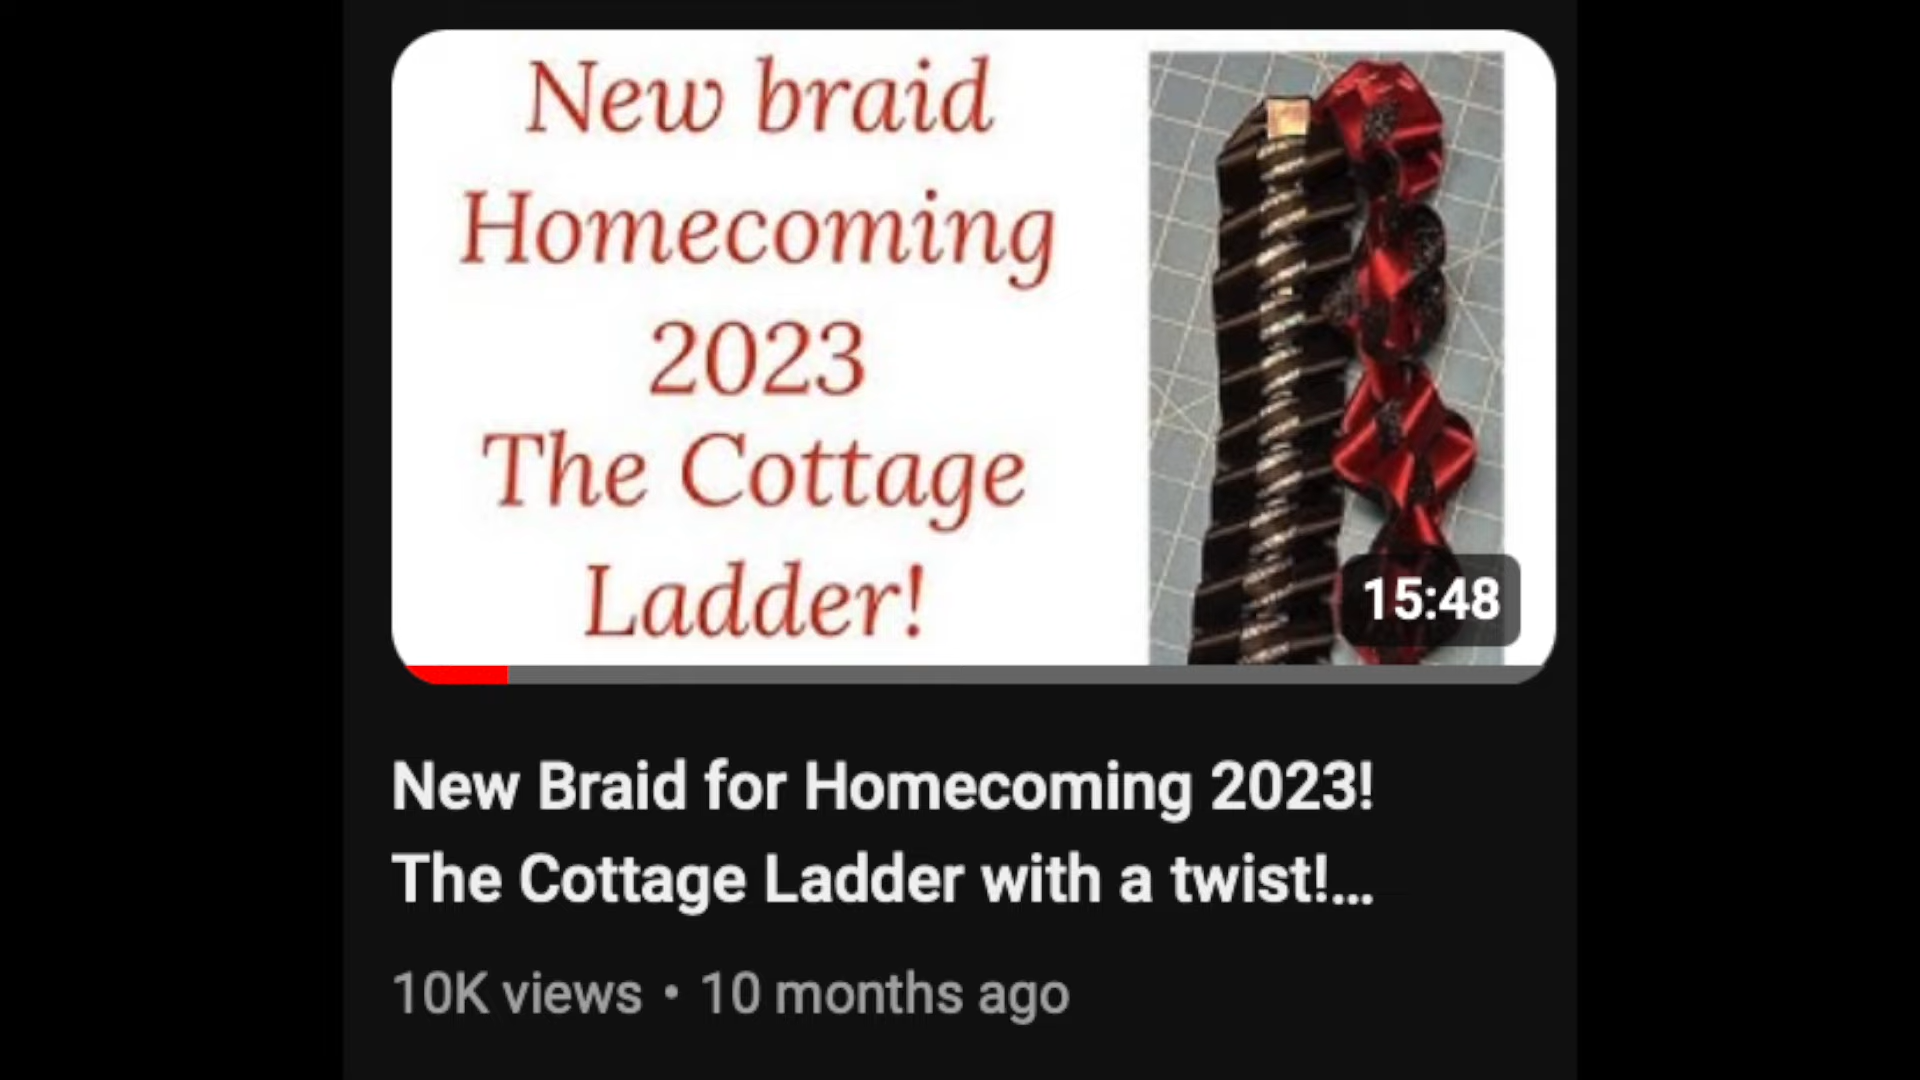 New braid
Homecoming
2023
The Cottage
Ladder!
15:48
New Braid for Homecoming 2023!
The Cottage Ladder with a twist!...
10K views • 10 months ago